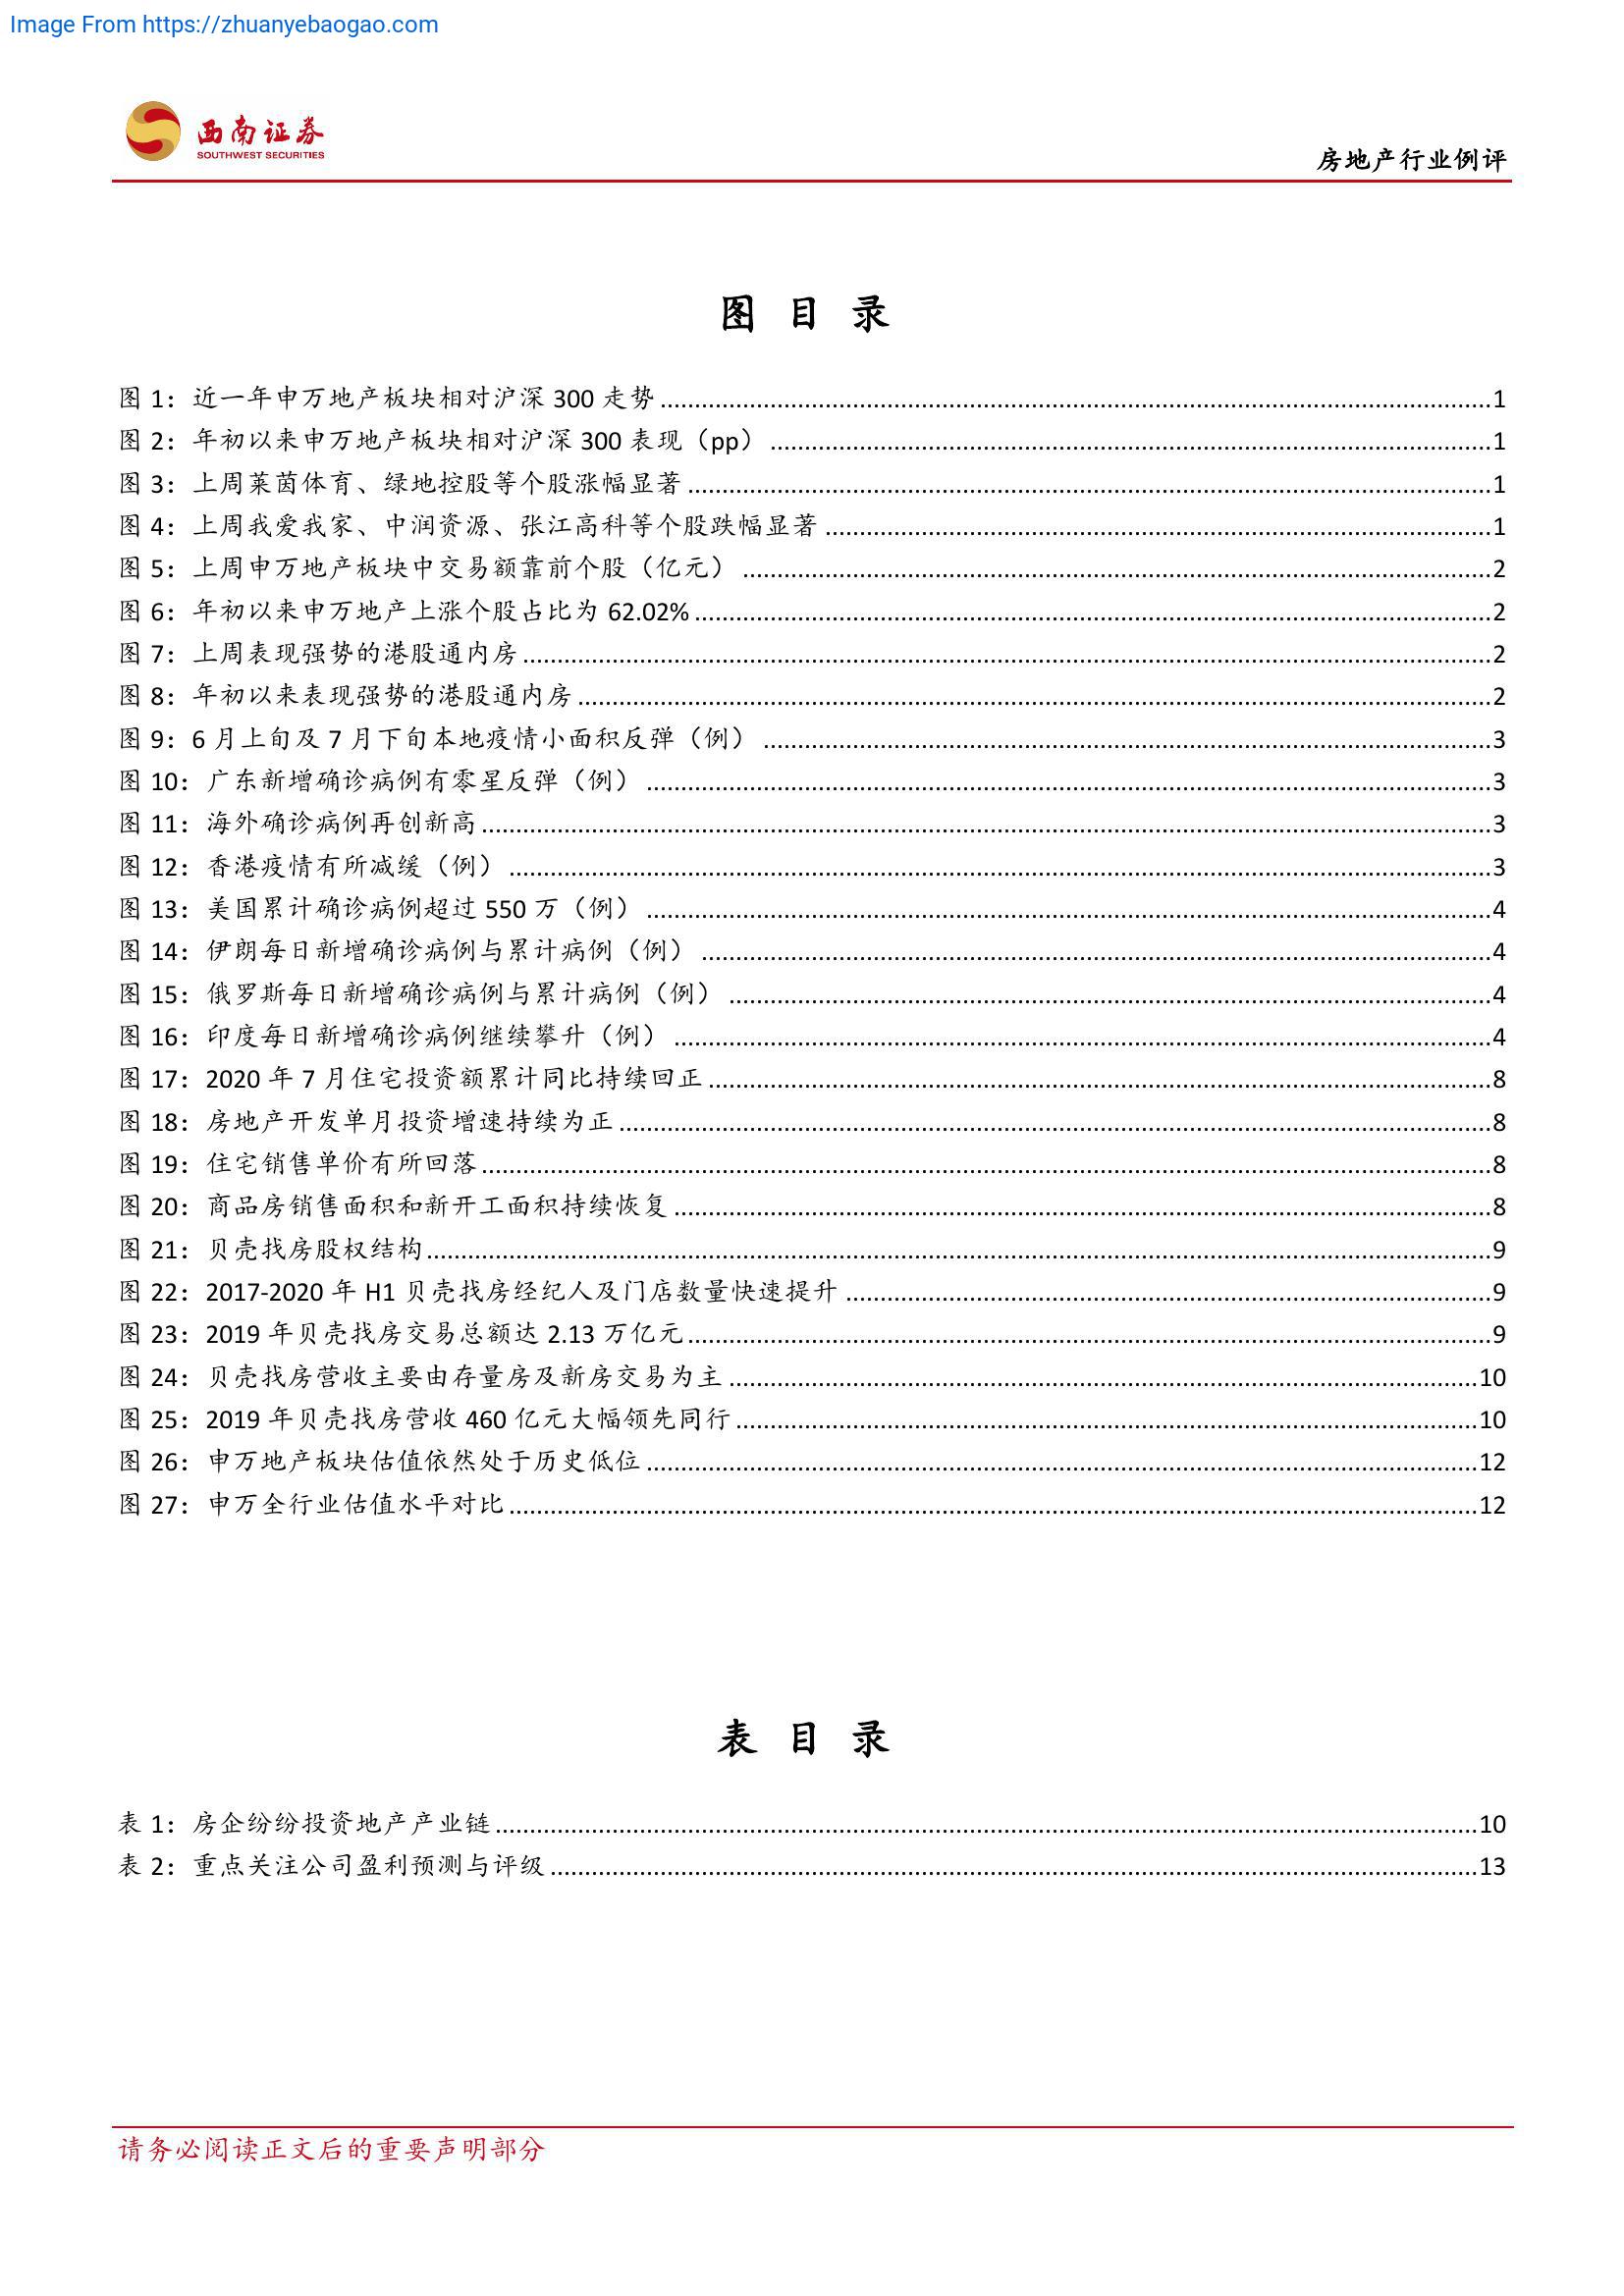 Image From https://zhuanyebaogao.com
西南证券
SOUTHWEST SECURITIES
房地产行业例评
图 目 录
图 1：近一年申万地产板块相对沪深 300 走势........1
图 2：年初以来申万地产板块相对沪深 300 表现（pp）........1
图 3：上周莱茵体育、绿地控股等个股涨幅显著........1
图 4：上周我爱我家、中润资源、张江高科等个股跌幅显著........1
图 5：上周申万地产板块中交易额靠前个股（亿元）........2
图 6：年初以来申万地产上涨个股占比为 62.02%........2
图 7：上周表现强势的港股通内房........2
图 8：年初以来表现强势的港股通内房........2
图 9：6 月上旬及 7 月下旬本地疫情小面积反弹（例）........3
图 10：广东新增确诊病例有零星反弹（例）........3
图 11：海外确诊病例再创新高........3
图 12：香港疫情有所减缓（例）........3
图 13：美国累计确诊病例超过 550 万（例）........4
图 14：伊朗每日新增确诊病例与累计病例（例）........4
图 15：俄罗斯每日新增确诊病例与累计病例（例）........4
图 16：印度每日新增确诊病例继续攀升（例）........4
图 17：2020 年 7 月住宅投资额累计同比持续回正........8
图 18：房地产开发单月投资增速持续为正........8
图 19：住宅销售单价有所回落........8
图 20：商品房销售面积和新开工面积持续恢复........8
图 21：贝壳找房股权结构........9
图 22：2017-2020 年 H1 贝壳找房经纪人及门店数量快速提升........9
图 23：2019 年贝壳找房交易总额达 2.13 万亿元........9
图 24：贝壳找房营收主要由存量房及新房交易为主........10
图 25：2019 年贝壳找房营收 460 亿元大幅领先同行........10
图 26：申万地产板块估值依然处于历史低位........12
图 27：申万全行业估值水平对比........12
表 目 录
表 1：房企纷纷投资地产产业链........10
表 2：重点关注公司盈利预测与评级........13
请务必阅读正文后的重要声明部分